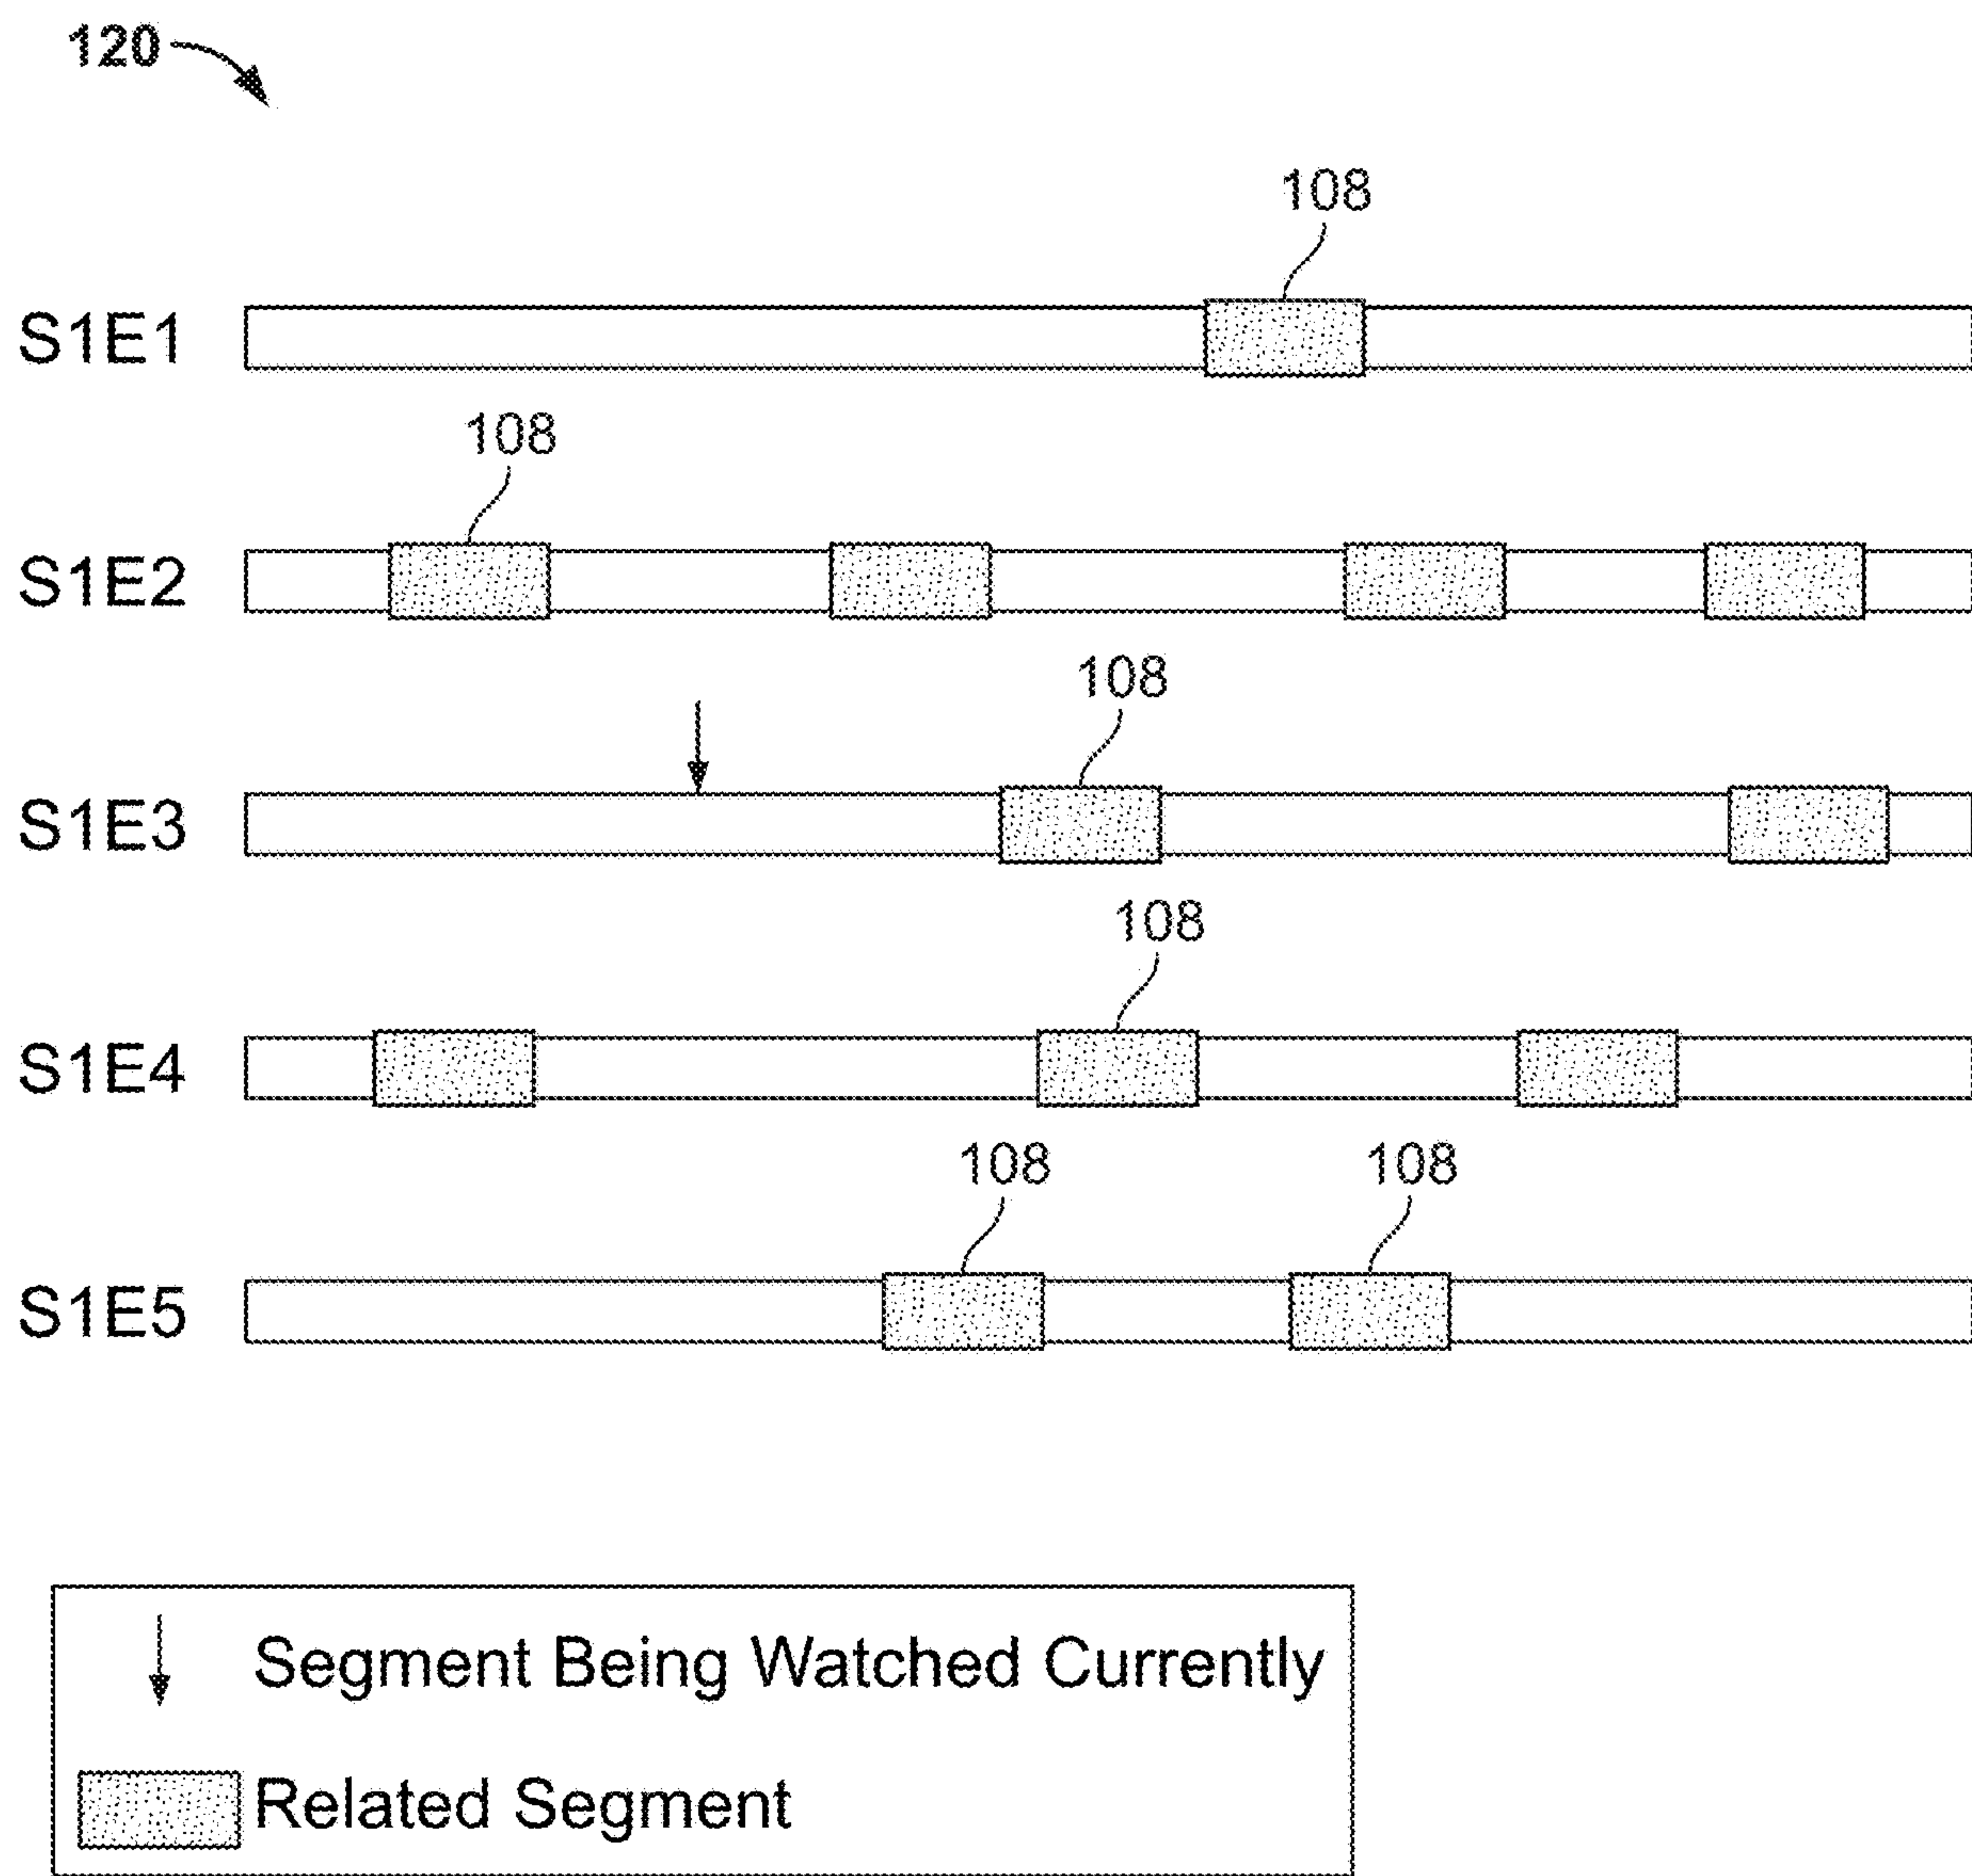 120
108
S1E1
108
S1E2
108
S1E3
108
S1E4
108 108
S1E5
Segment Being Watched Currently
Related Segment